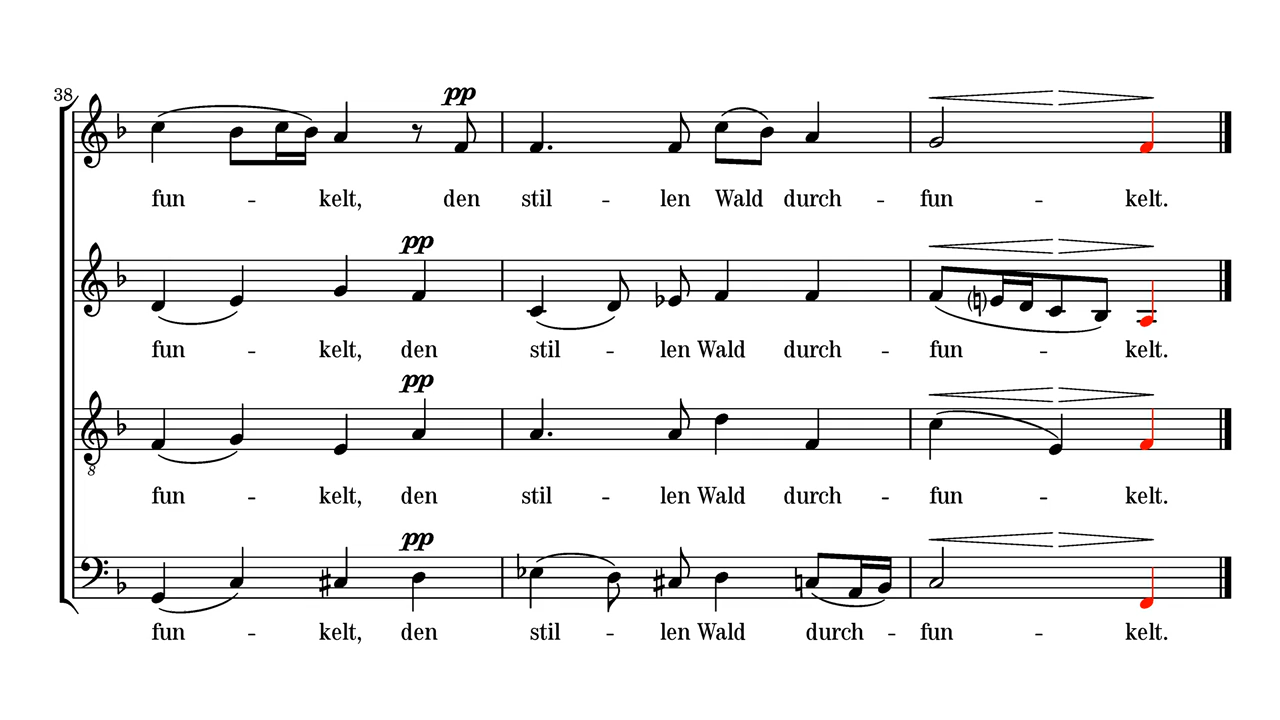 38
pp
fun - kelt, den stil - len Wald durch - fun - kelt.
pp
fun - kelt, den stil - len Wald durch - fun - kelt.
pp
8
fun - kelt, den stil - len Wald durch - fun - kelt.
pp
fun - kelt, den stil - len Wald durch - fun - kelt.